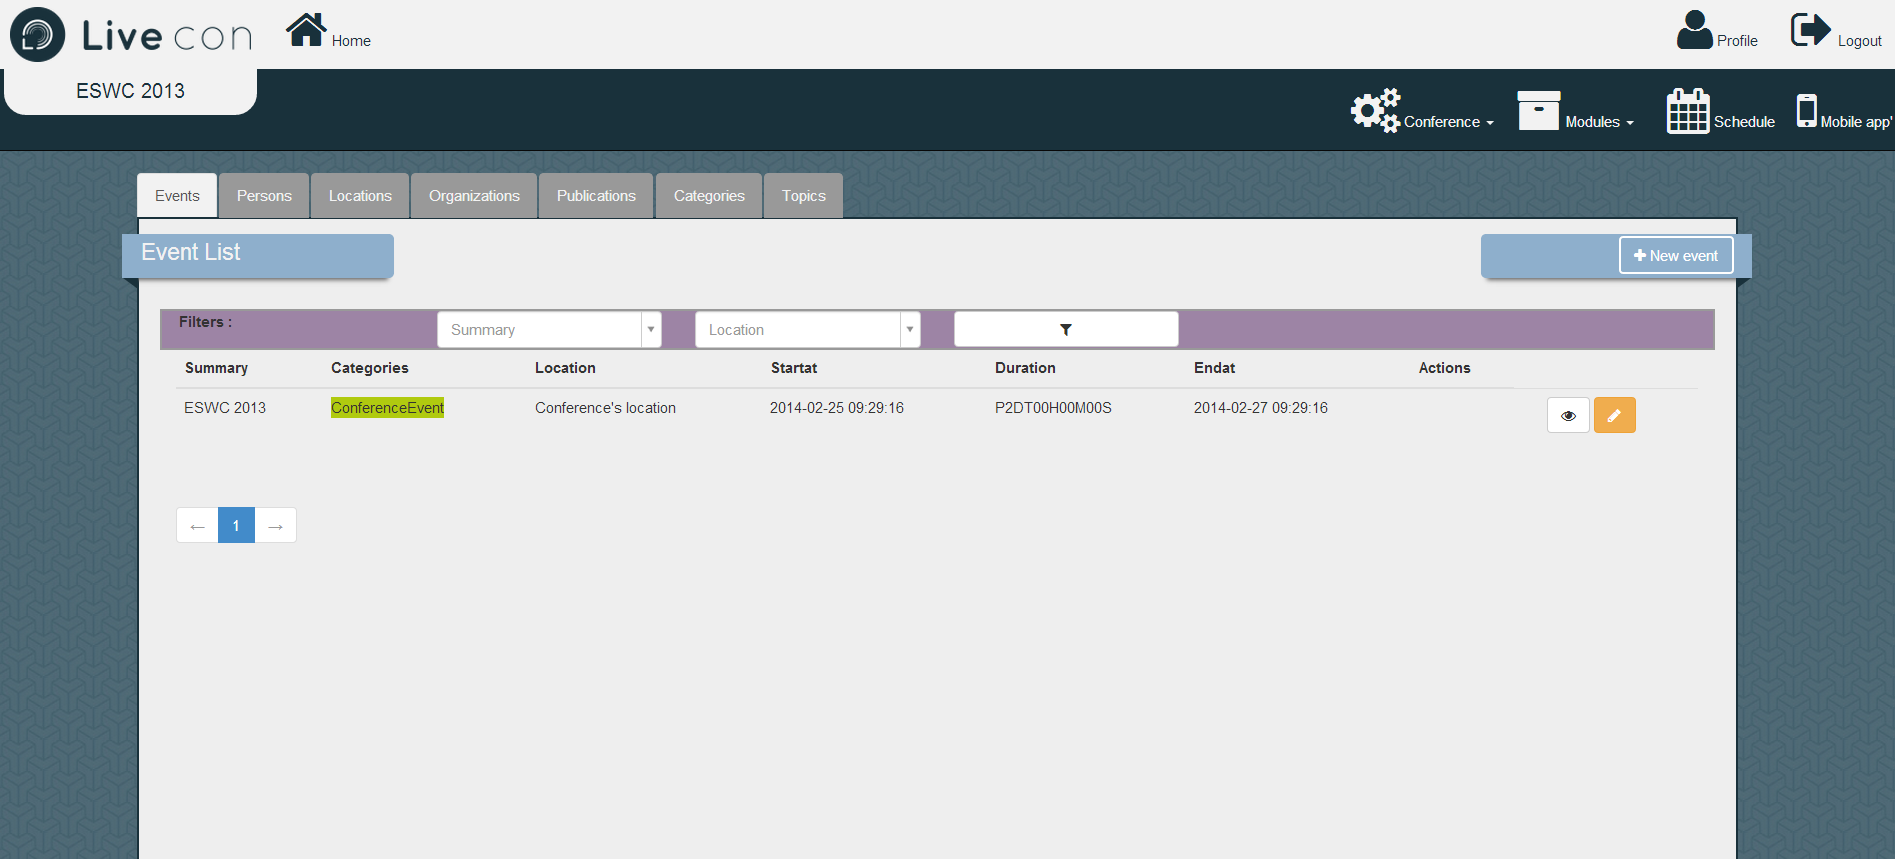 Live con
Home
Profile
Logout
ESWC 2013
Conference
Modules
Schedule
Mobile app'
Events
Persons
Locations
Organizations
Publications
Categories
Topics
Event List
New event
Filters :
Summary
Location
Summary Categories Location Startat Duration Endat Actions
ESWC 2013 ConferenceEvent Conference's location 2014-02-25 09:29:16 P2DT00H00M00S 2014-02-27 09:29:16
← 1 →